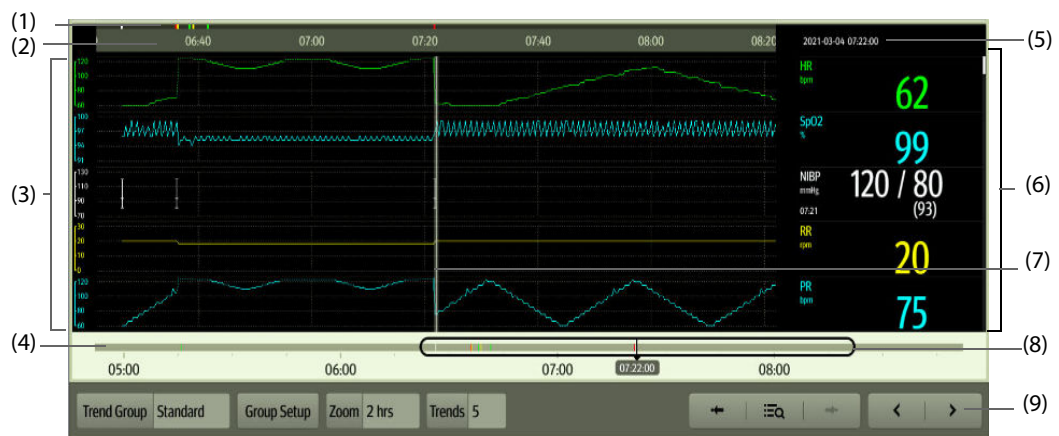 (1)
(2)
06:40 07:00 07:20 07:40 08:00 08:20
2021-03-04 07:22:00
(5)
(3)
120
100
80
60
HR
bpm
62
100
97
94
91
SpO2
%
99
130
110
90
70
NIBP
mmHg
120 / 80
(93)
07:21
(6)
30
20
10
0
RR
rpm
20
(7)
120
100
80
60
PR
bpm
75
(4)
(8)
05:00 06:00 07:00 07:22:00 08:00
Trend Group Standard Group Setup Zoom 2 hrs Trends 5
(9)